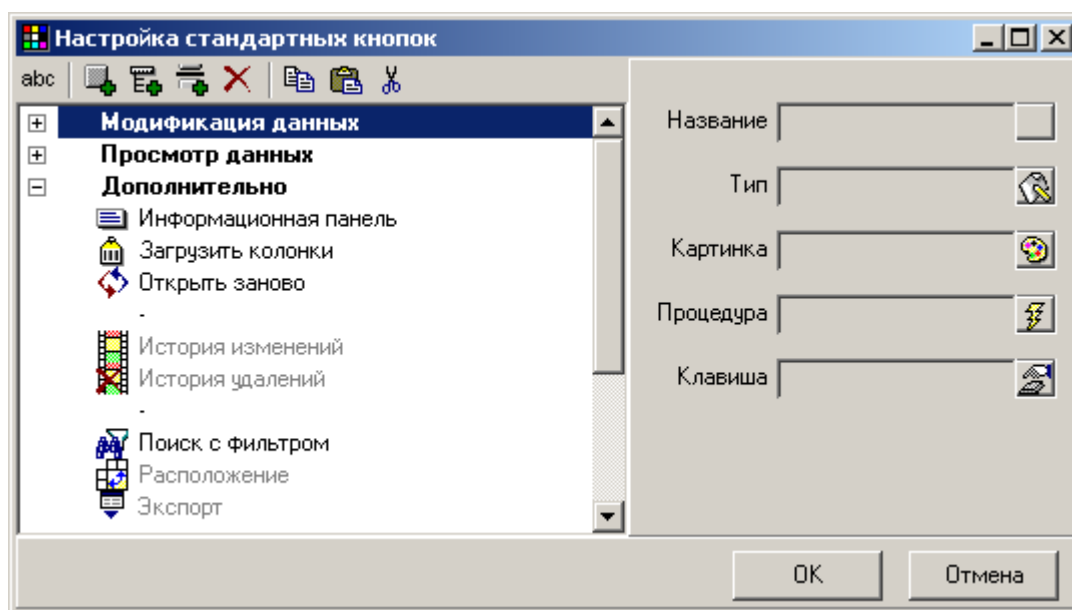 Настройка стандартных кнопок
abc
Модификация данных
Просмотр данных
Дополнительно
Информационная панель
Загрузить колонки
Открыть заново
-
История изменений
История удалений
-
Поиск с фильтром
Расположение
Экспорт
Название
Тип
Картинка
Процедура
Клавиша
OK
Отмена